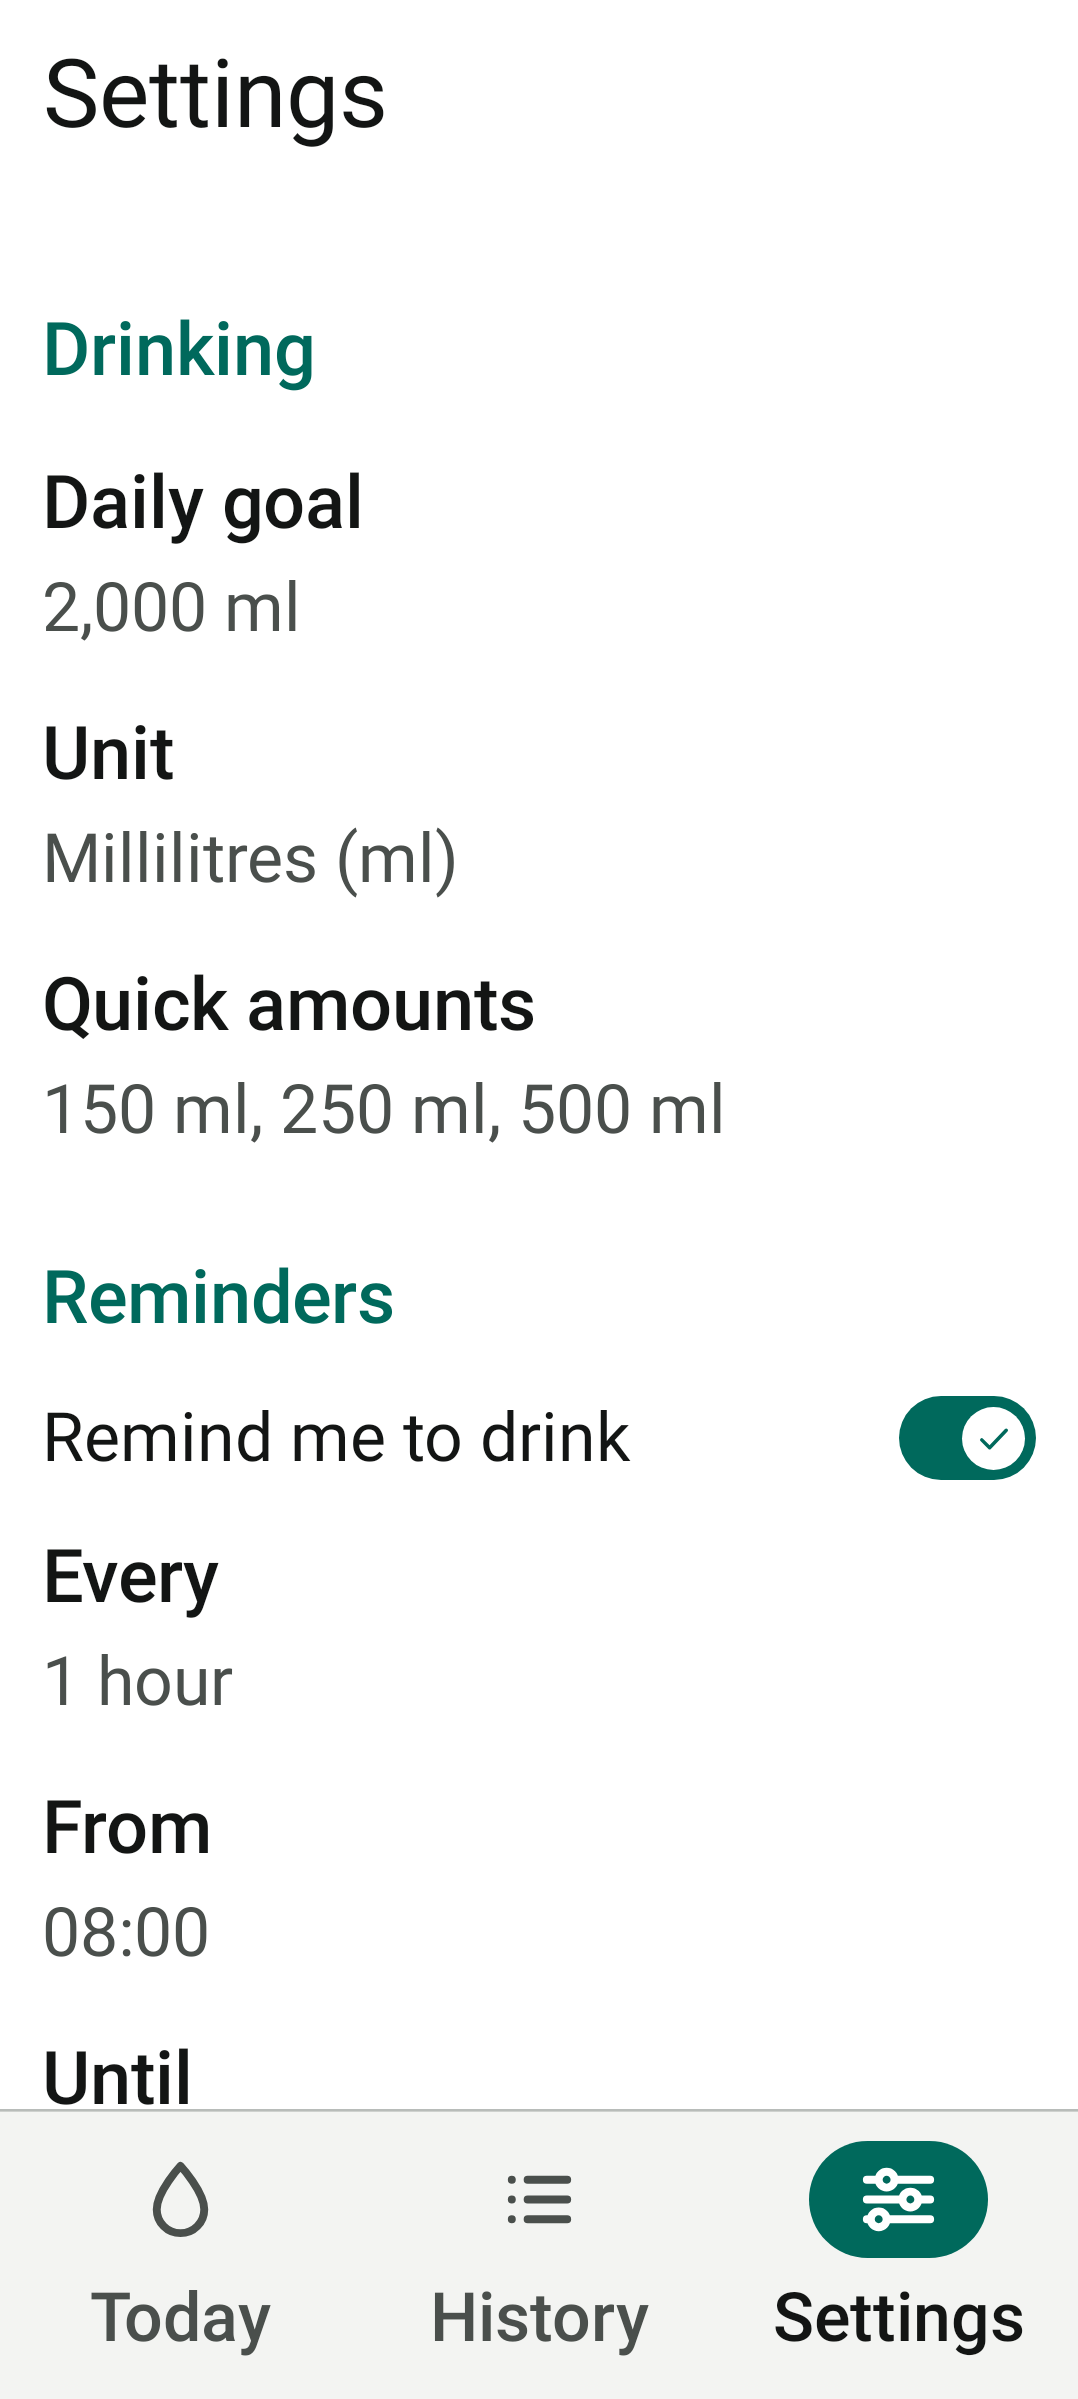 Settings
Drinking
Daily goal
2,000 ml
Unit
Millilitres (ml)
Quick amounts
150 ml, 250 ml, 500 ml
Reminders
Remind me to drink
Every
1 hour
From
08:00
Until
Today
History
Settings